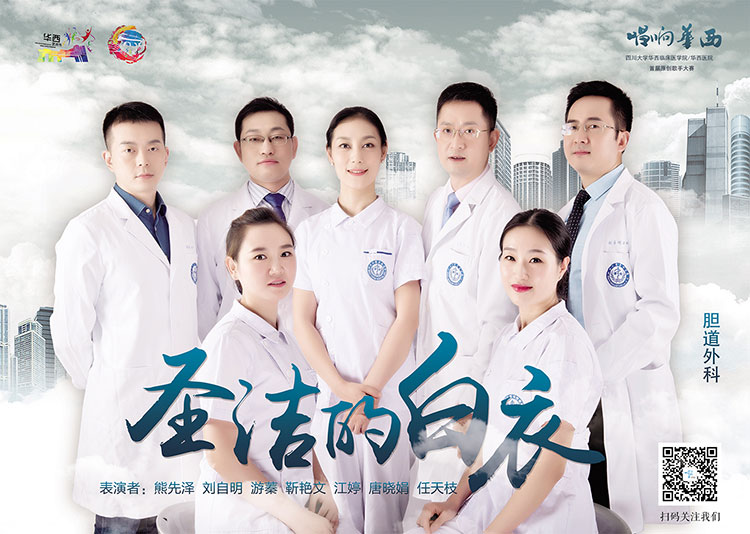 华西
唱响华西
四川大学华西临床医学院/华西医院
首届原创歌手大赛
胆道外科
圣洁的白衣
表演者：熊先泽 刘自明 游蓁 靳艳文 江婷 唐晓娟 任天枝
扫码关注我们